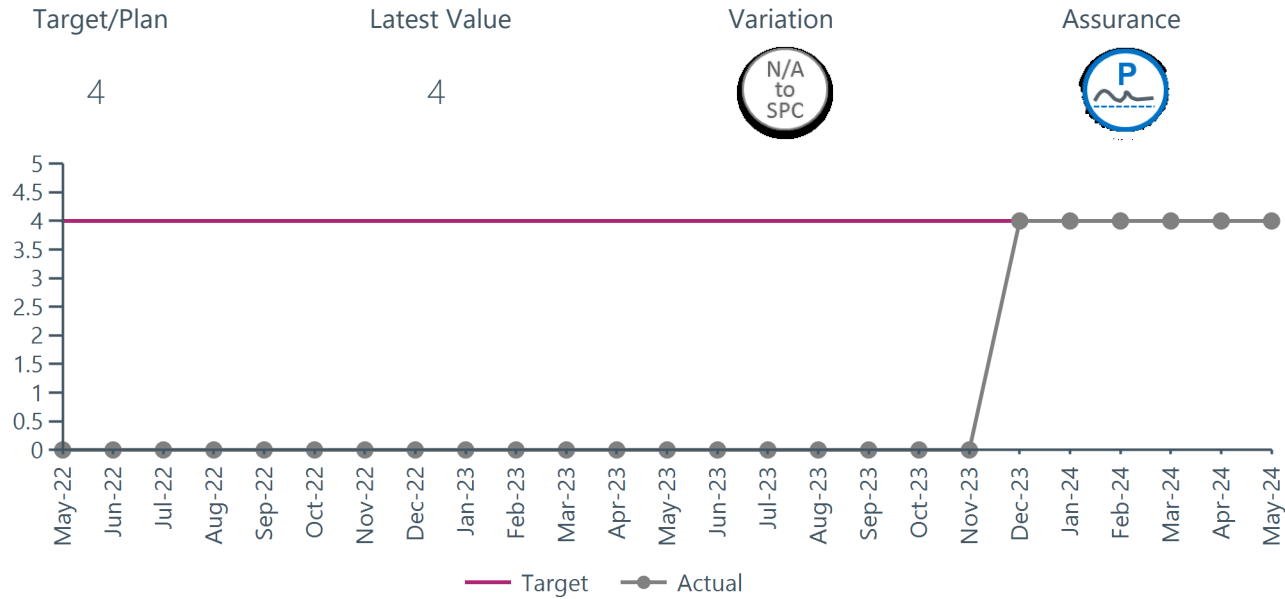 Target/Plan
Latest Value
Variation
Assurance
4
4
N/A
to
SPC
P
5
4.5
4
3.5
3
2.5
2
1.5
1
0.5
0
May-22
Jun-22
Jul-22
Aug-22
Sep-22
Oct-22
Nov-22
Dec-22
Jan-23
Feb-23
Mar-23
Apr-23
May-23
Jun-23
Jul-23
Aug-23
Sep-23
Oct-23
Nov-23
Dec-23
Jan-24
Feb-24
Mar-24
Apr-24
May-24
Target
Actual